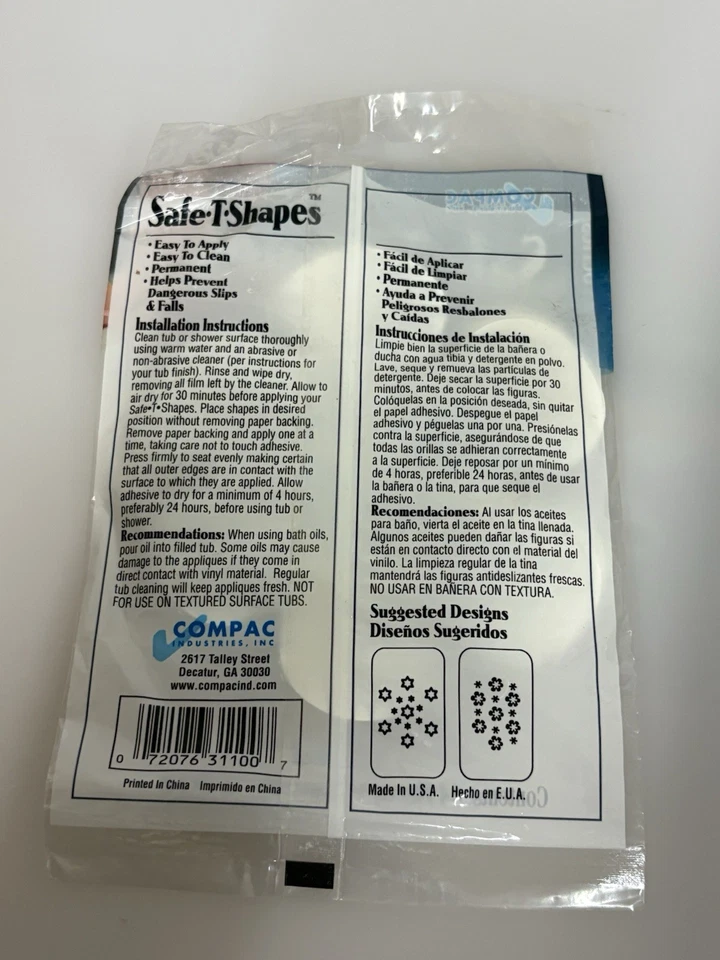 Safe•T•Shapes™
• Easy To Apply
• Easy To Clean
• Permanent
• Helps Prevent
Dangerous Slips
& Falls
Installation Instructions
Clean tub or shower surface thoroughly
using warm water and an abrasive or
non-abrasive cleaner (per instructions for
your tub finish). Rinse and wipe dry,
removing all film left by the cleaner. Allow to
air dry for 30 minutes before applying your
Safe•T•Shapes. Place shapes in desired
position without removing paper backing.
Remove paper backing and apply one at a
time, taking care not to touch adhesive.
Press firmly to seat evenly making certain
that all outer edges are in contact with the
surface to which they are applied. Allow
adhesive to dry for a minimum of 4 hours,
preferably 24 hours, before using tub or
shower.
Recommendations: When using bath oils,
pour oil into filled tub. Some oils may cause
damage to the appliques if they come in
direct contact with vinyl material. Regular
tub cleaning will keep appliques fresh. NOT
FOR USE ON TEXTURED SURFACE TUBS.
COMPAC
INDUSTRIES, INC
2617 Talley Street
Decatur, GA 30030
www.compacind.com
0 72076 31100 7
Printed In China Imprimido en China
• Fácil de Aplicar
• Fácil de Limpiar
• Permanente
• Ayuda a Prevenir
Peligrosos Resbalones
y Caídas
Instrucciones de Instalación
Limpie bien la superficie de la bañera o
ducha con agua tibia y detergente en polvo.
Lave, seque y remueva las partículas de
detergente. Deje secar la superficie por 30
minutos, antes de colocar las figuras.
Colóquelas en la posición deseada, sin quitar
el papel adhesivo. Despegue el papel
adhesivo y péguelas una por una. Presiónelas
contra la superficie, asegurándose de que
todas las orillas se adhieran correctamente
a la superficie. Deje reposar por un mínimo
de 4 horas, preferible 24 horas, antes de usar
la bañera o la tina, para que seque el
adhesivo.
Recomendaciones: Al usar los aceites
para baño, vierta el aceite en la tina llenada.
Algunos aceites pueden dañar las figuras si
están en contacto directo con el material del
vinilo. La limpieza regular de la tina
mantendrá las figuras antideslizantes frescas.
NO USAR EN BAÑERA CON TEXTURA.
Suggested Designs
Diseños Sugeridos
Made In U.S.A. Hecho en E.U.A.